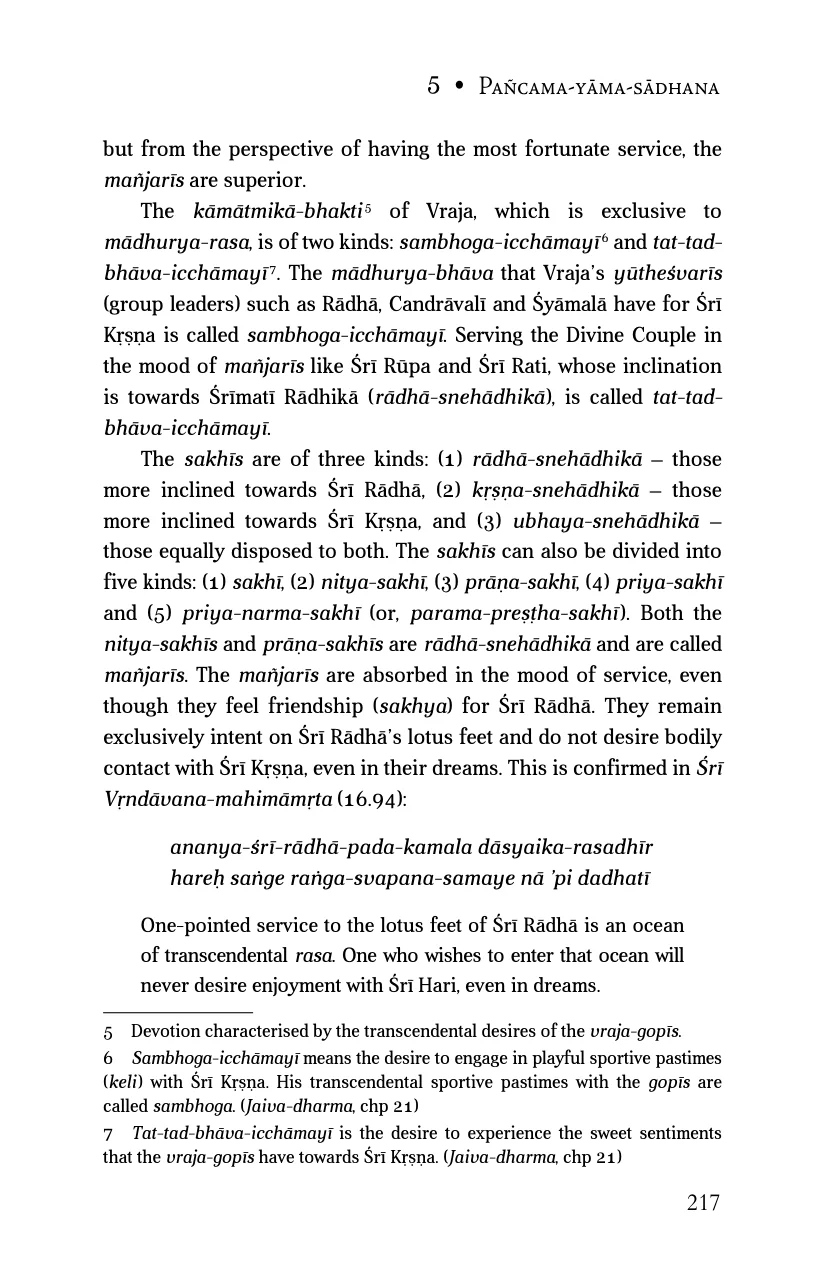 5 • Pañcama-yāma-sādhana
but from the perspective of having the most fortunate service, the
mañjarīs are superior.
The kāmātmikā-bhakti5 of Vraja, which is exclusive to
mādhurya-rasa, is of two kinds: sambhoga-icchāmayī6 and tat-tad-
bhāva-icchāmayī7. The mādhurya-bhāva that Vraja’s yūtheśvarīs
(group leaders) such as Rādhā, Candrāvalī and Śyāmalā have for Śrī
Kṛṣṇa is called sambhoga-icchāmayī. Serving the Divine Couple in
the mood of mañjarīs like Śrī Rūpa and Śrī Rati, whose inclination
is towards Śrīmatī Rādhikā (rādhā-snehādhikā), is called tat-tad-
bhāva-icchāmayī.
The sakhīs are of three kinds: (1) rādhā-snehādhikā – those
more inclined towards Śrī Rādhā, (2) kṛṣṇa-snehādhikā – those
more inclined towards Śrī Kṛṣṇa, and (3) ubhaya-snehādhikā –
those equally disposed to both. The sakhīs can also be divided into
five kinds: (1) sakhī, (2) nitya-sakhī, (3) prāṇa-sakhī, (4) priya-sakhī
and (5) priya-narma-sakhī (or, parama-preṣṭha-sakhī). Both the
nitya-sakhīs and prāṇa-sakhīs are rādhā-snehādhikā and are called
mañjarīs. The mañjarīs are absorbed in the mood of service, even
though they feel friendship (sakhya) for Śrī Rādhā. They remain
exclusively intent on Śrī Rādhā’s lotus feet and do not desire bodily
contact with Śrī Kṛṣṇa, even in their dreams. This is confirmed in Śrī
Vṛndāvana-mahimāmṛta (16.94):
ananya-śrī-rādhā-pada-kamala dāsyaika-rasadhīr
hareḥ saṅge raṅga-svapana-samaye nā ’pi dadhatī
One-pointed service to the lotus feet of Śrī Rādhā is an ocean
of transcendental rasa. One who wishes to enter that ocean will
never desire enjoyment with Śrī Hari, even in dreams.
5 Devotion characterised by the transcendental desires of the vraja-gopīs.
6 Sambhoga-icchāmayī means the desire to engage in playful sportive pastimes
(keli) with Śrī Kṛṣṇa. His transcendental sportive pastimes with the gopīs are
called sambhoga. (Jaiva-dharma, chp 21)
7 Tat-tad-bhāva-icchāmayī is the desire to experience the sweet sentiments
that the vraja-gopīs have towards Śrī Kṛṣṇa. (Jaiva-dharma, chp 21)
217